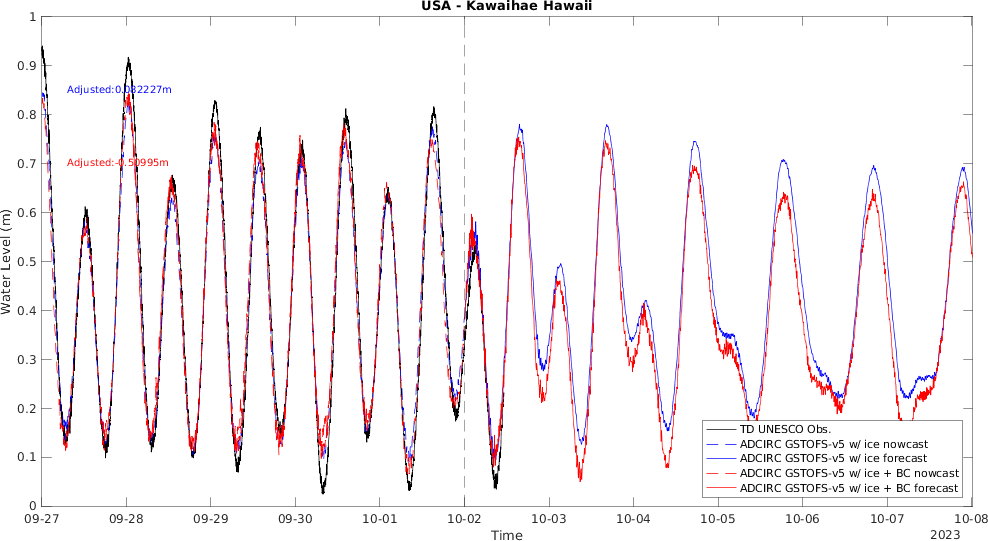 USA - Kawaihae Hawaii
1
0.9
0.8
0.7
0.6
0.5
0.4
0.3
0.2
0.1
0
Water Level (m)
Adjusted:0.032227m
Adjusted:-0.50995m
TD UNESCO Obs.
ADCIRC GSTOFS-v5 w/ ice nowcast
ADCIRC GSTOFS-v5 w/ ice forecast
ADCIRC GSTOFS-v5 w/ ice + BC nowcast
ADCIRC GSTOFS-v5 w/ ice + BC forecast
09-27 09-28 09-29 09-30 10-01 10-02 10-03 10-04 10-05 10-06 10-07 10-08
Time
2023